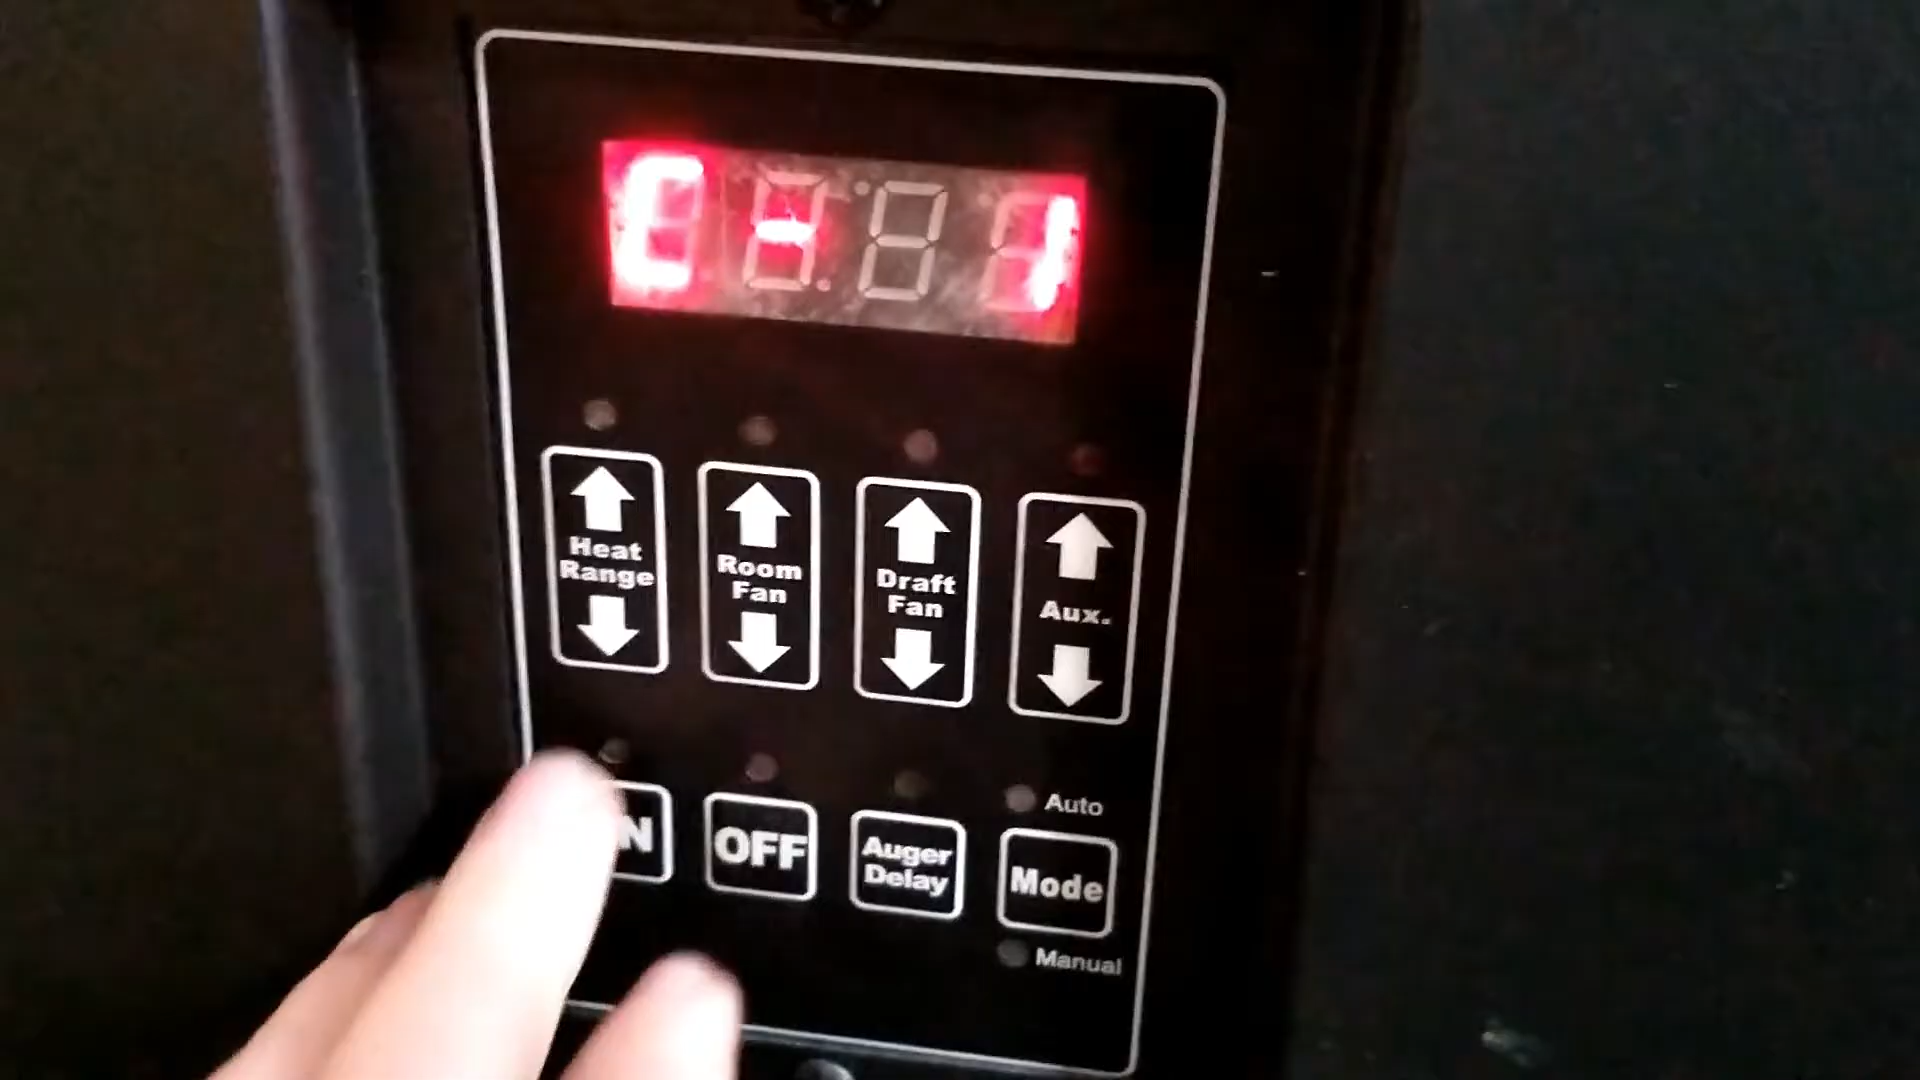 C- 1
Heat
Range
Room
Fan
Draft
Fan
Aux.
N
OFF
Auger
Delay
Auto
Mode
Manual